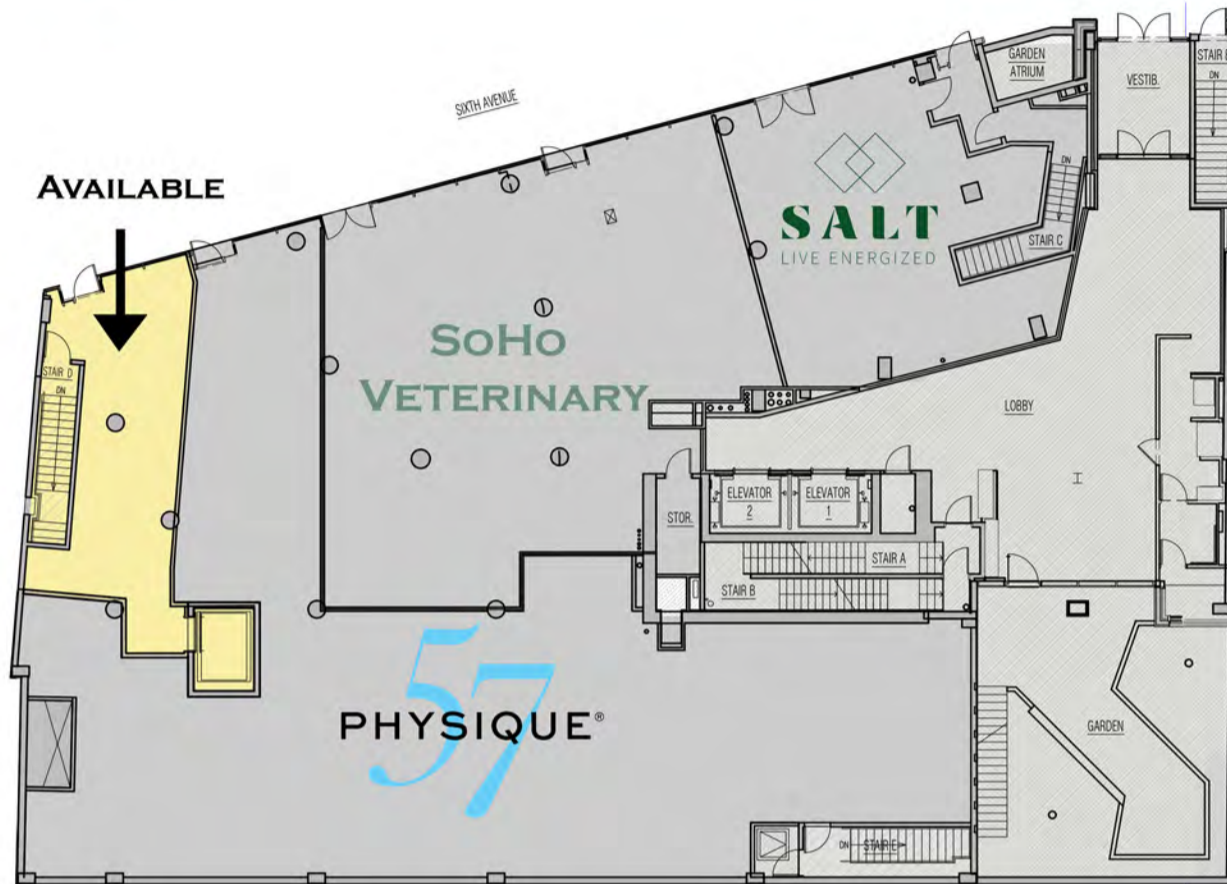 SIXTH AVENUE
GARDEN
ATRIUM
VESTIB.
DN
AVAILABLE
SALT
LIVE ENERGIZED
DN
STAIR C
STAIR D
DN
SOHO
VETERINARY
LOBBY
ELEVATOR
2
ELEVATOR
1
STOR.
STAIR A
STAIR B
57
PHYSIQUE®
GARDEN
DN
STAIR E